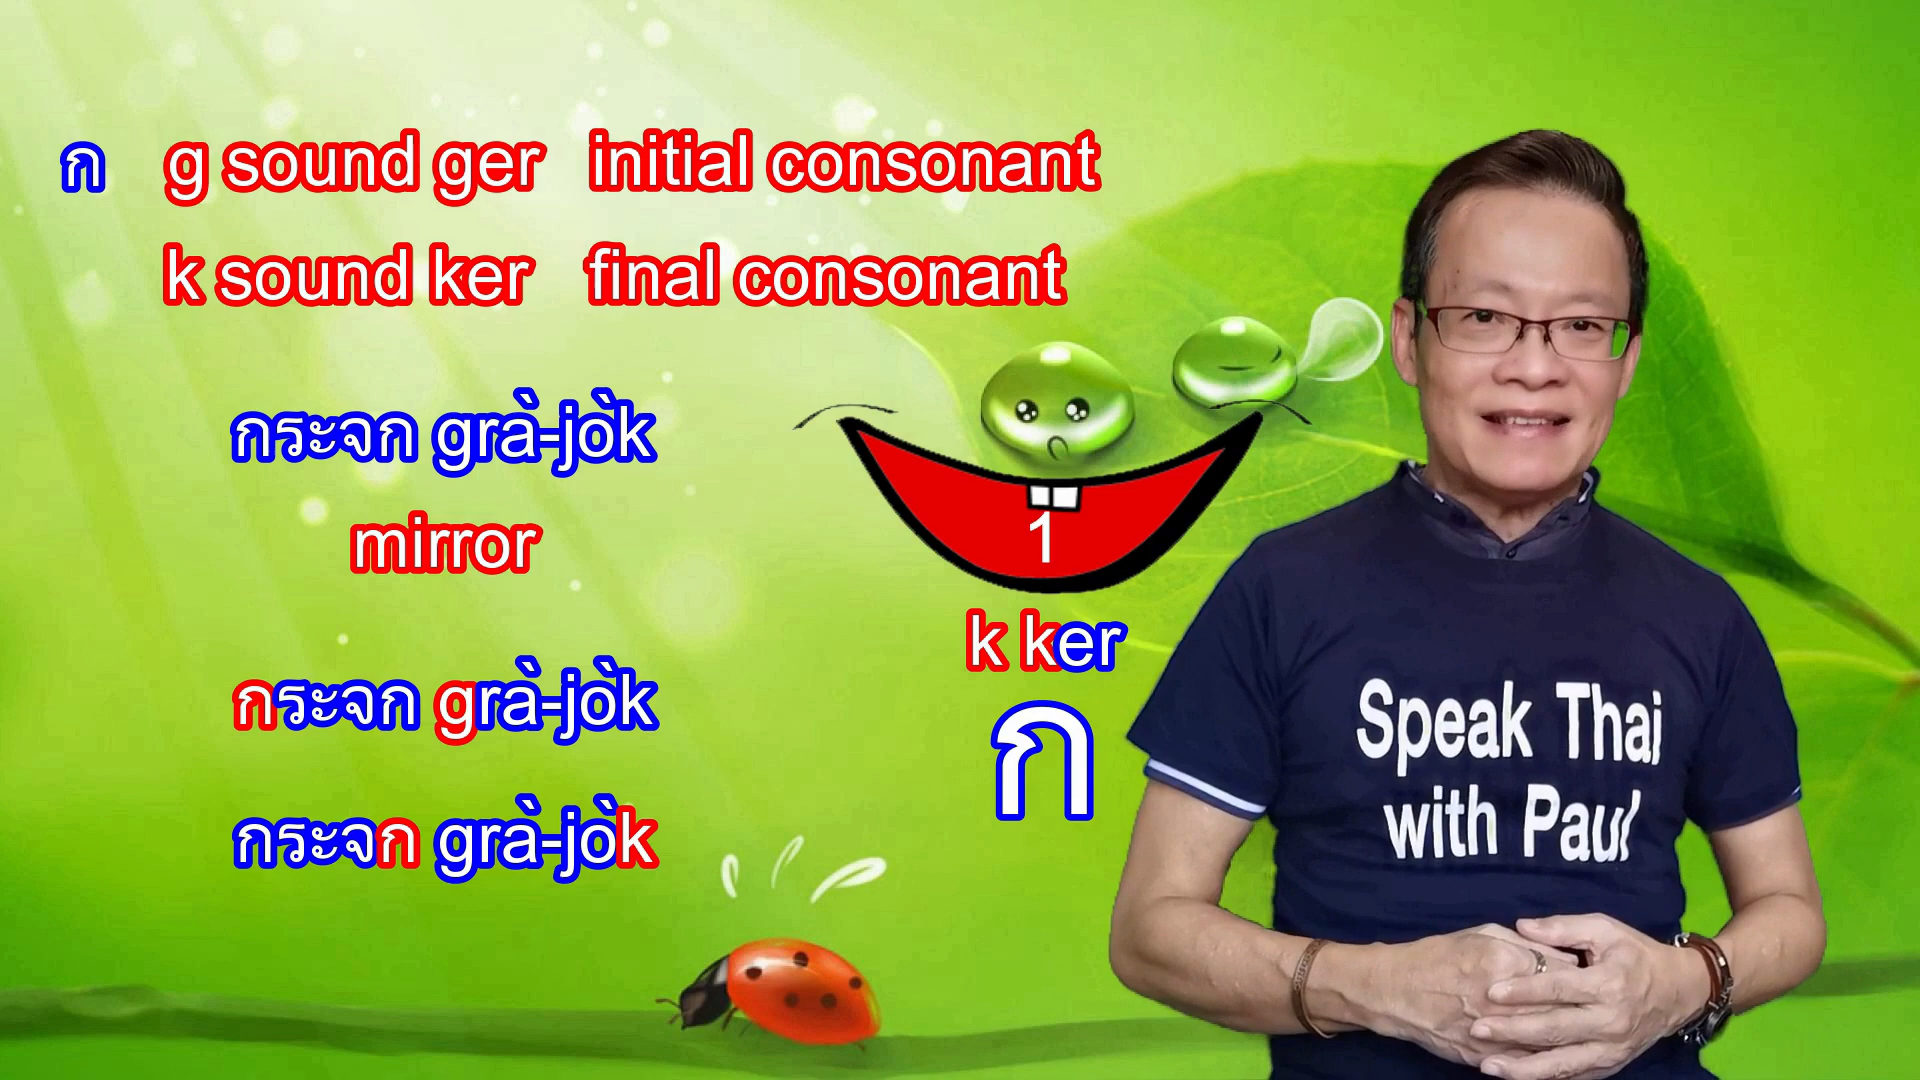 ก g sound ger initial consonant
k sound ker final consonant
กระจก grà-jòk
mirror
กระจก grà-jòk
กระจก grà-jòk
1
k ker
ก
Speak Thai
with Paul